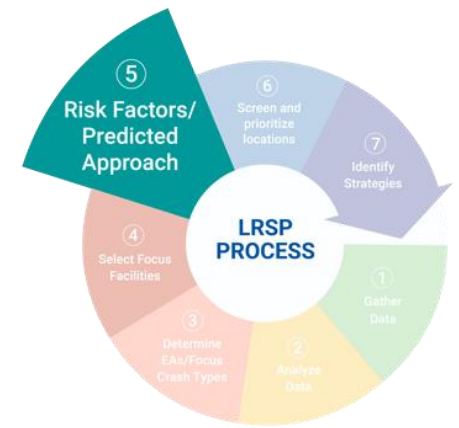 ⑤
Risk Factors/
Predicted
Approach
⑥
Screen and
prioritize
locations
⑦
Identify
Strategies
LRSP
PROCESS
④
Select Focus
Facilities
①
Gather
Data
③
Determine
EAs/Focus
Crash Types
②
Analyze
Data